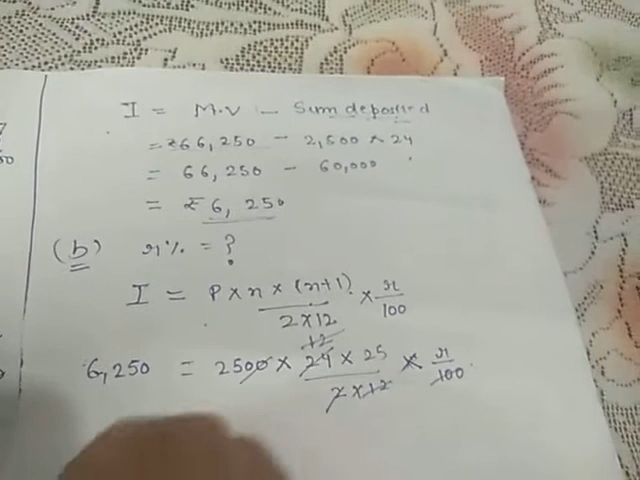 I = M.V - Sum deposited
= ₹66,250 - 2,500 × 24
= 66,250 - 60,000
= ₹6,250
(b) r% = ?
I = P × n × (n+1) / 2×12 × r/100
12
6,250 = 2500 × 24 × 25 / 2×12 × r/100